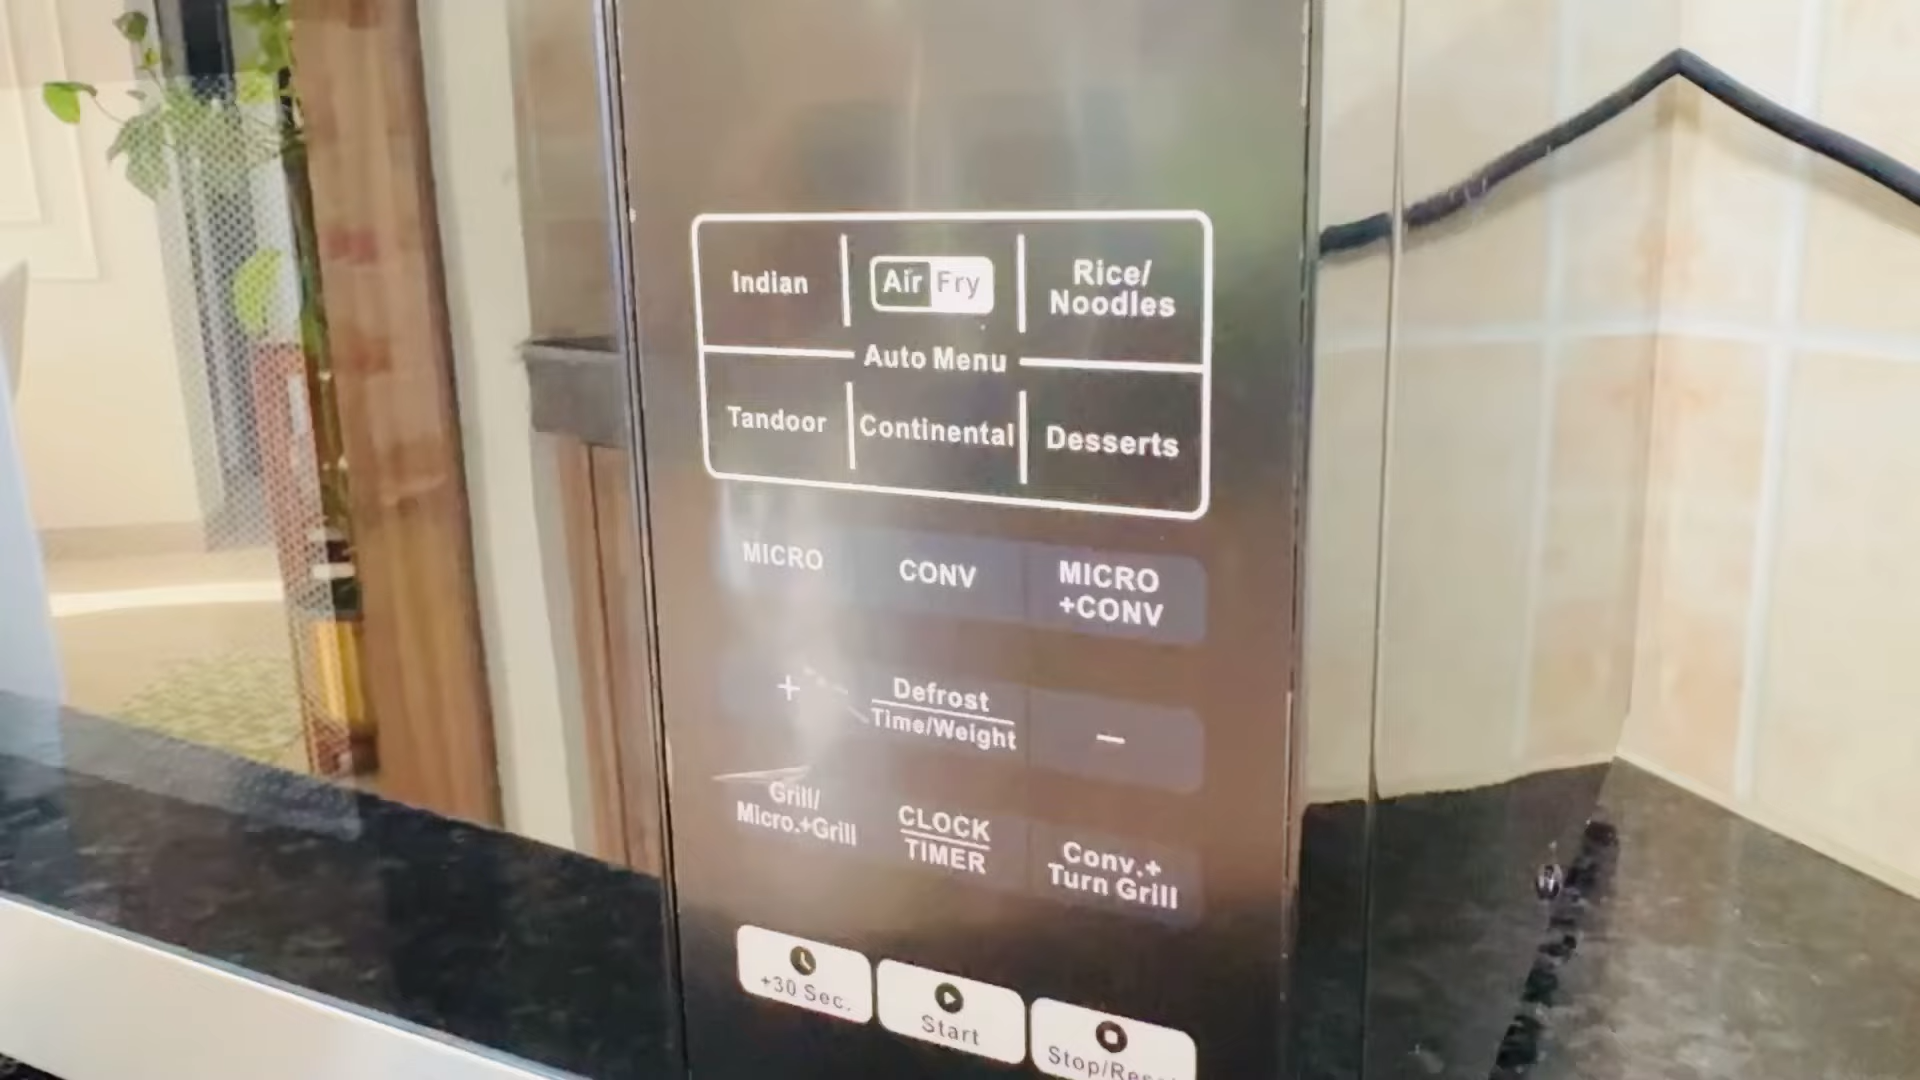 Indian
Air Fry
Rice/
Noodles
Auto Menu
Tandoor
Continental
Desserts
MICRO
CONV
MICRO
+CONV
+
Defrost
Time/Weight
−
Grill/
Micro.+Grill
CLOCK
TIMER
Conv.+
Turn Grill
+30 Sec.
Start
Stop/